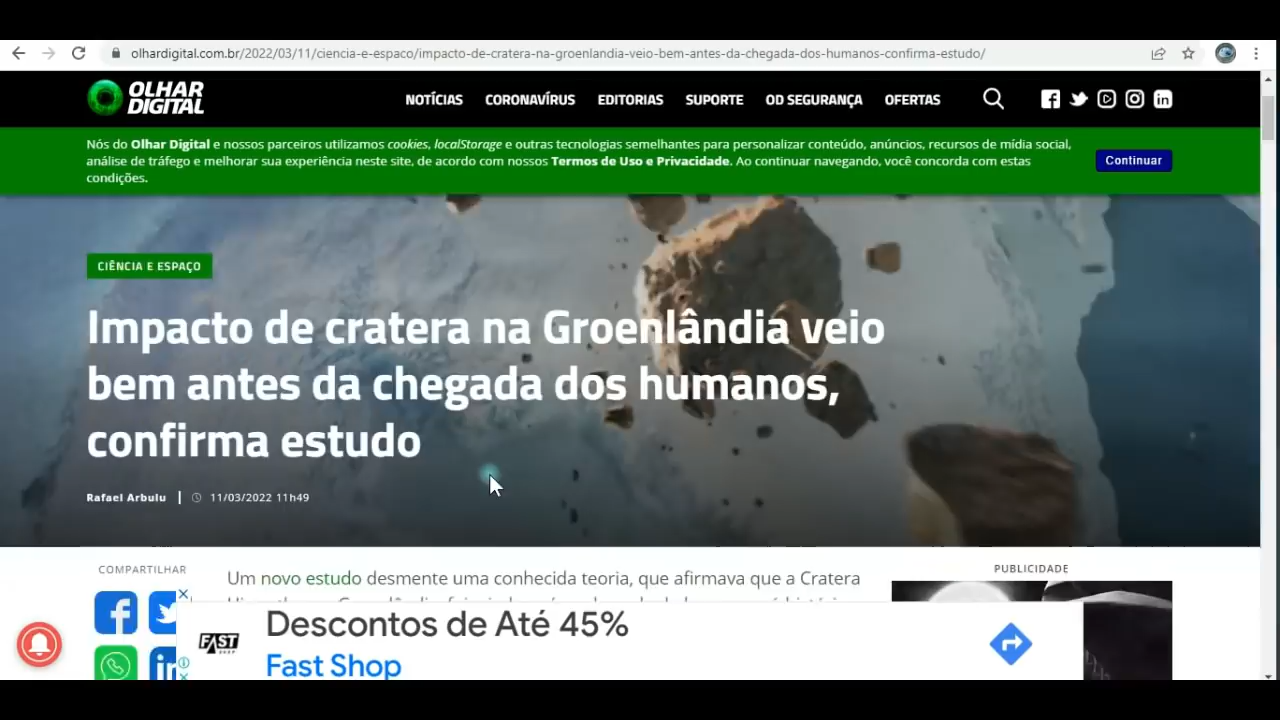 olhardigital.com.br/2022/03/11/ciencia-e-espaco/impacto-de-cratera-na-groenlandia-veio-bem-antes-da-chegada-dos-humanos-confirma-estudo/
OLHAR
DIGITAL
NOTÍCIAS CORONAVÍRUS EDITORIAS SUPORTE OD SEGURANÇA OFERTAS
Nós do Olhar Digital e nossos parceiros utilizamos cookies, localStorage e outras tecnologias semelhantes para personalizar conteúdo, anúncios, recursos de mídia social,
análise de tráfego e melhorar sua experiência neste site, de acordo com nossos Termos de Uso e Privacidade. Ao continuar navegando, você concorda com estas
condições.
Continuar
CIÊNCIA E ESPAÇO
Impacto de cratera na Groenlândia veio
bem antes da chegada dos humanos,
confirma estudo
Rafael Arbulu | 11/03/2022 11h49
COMPARTILHAR
PUBLICIDADE
Um novo estudo desmente uma conhecida teoria, que afirmava que a Cratera
Descontos de Até 45%
FAST
SHOP
Fast Shop